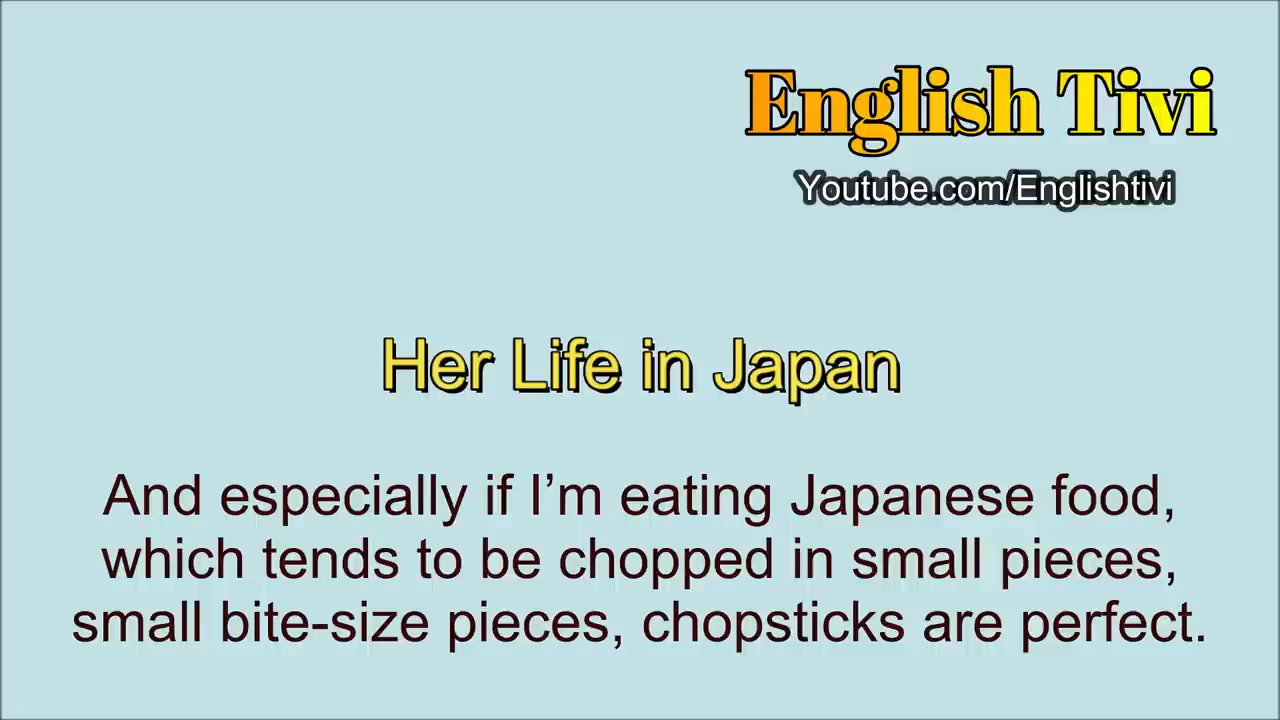 English Tivi
Youtube.com/Englishtivi
Her Life in Japan
And especially if I’m eating Japanese food,
which tends to be chopped in small pieces,
small bite-size pieces, chopsticks are perfect.